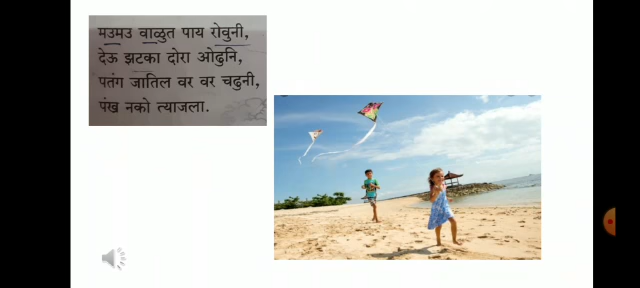 मउमउ वाळुत पाय रोवुनी,
देऊ झटका दोरा ओढुनि,
पतंग जातिल वर वर चढुनी,
पंख नको त्याजला.